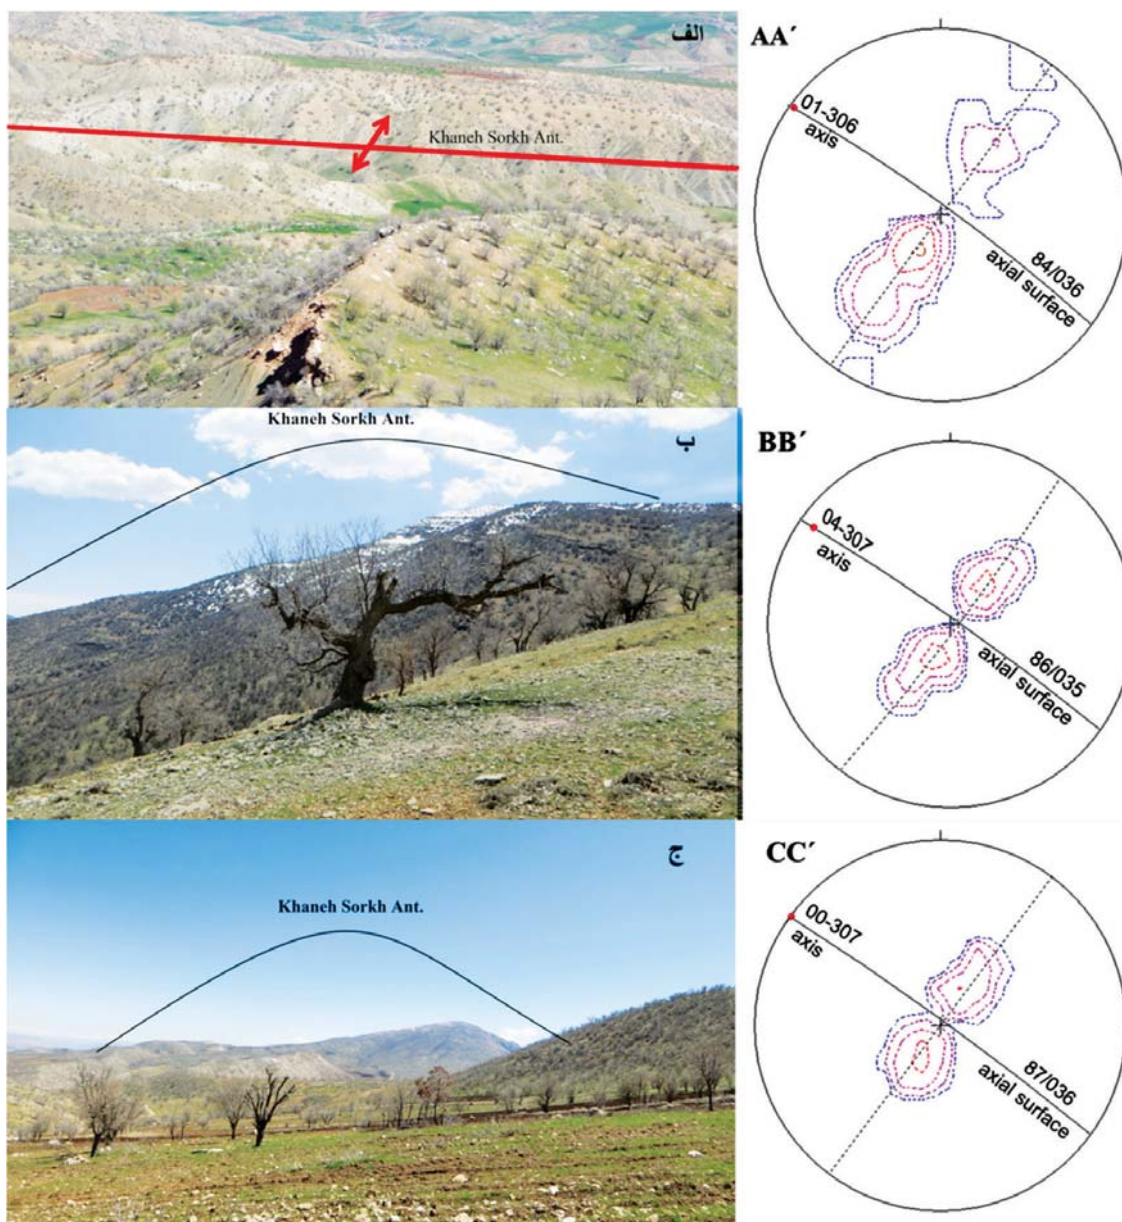 الف
Khaneh Sorkh Ant.
AA´
01-306
axis
84/036
axial surface
Khaneh Sorkh Ant.
ب
BB´
04-307
axis
86/035
axial surface
ج
Khaneh Sorkh Ant.
CC´
00-307
axis
87/036
axial surface